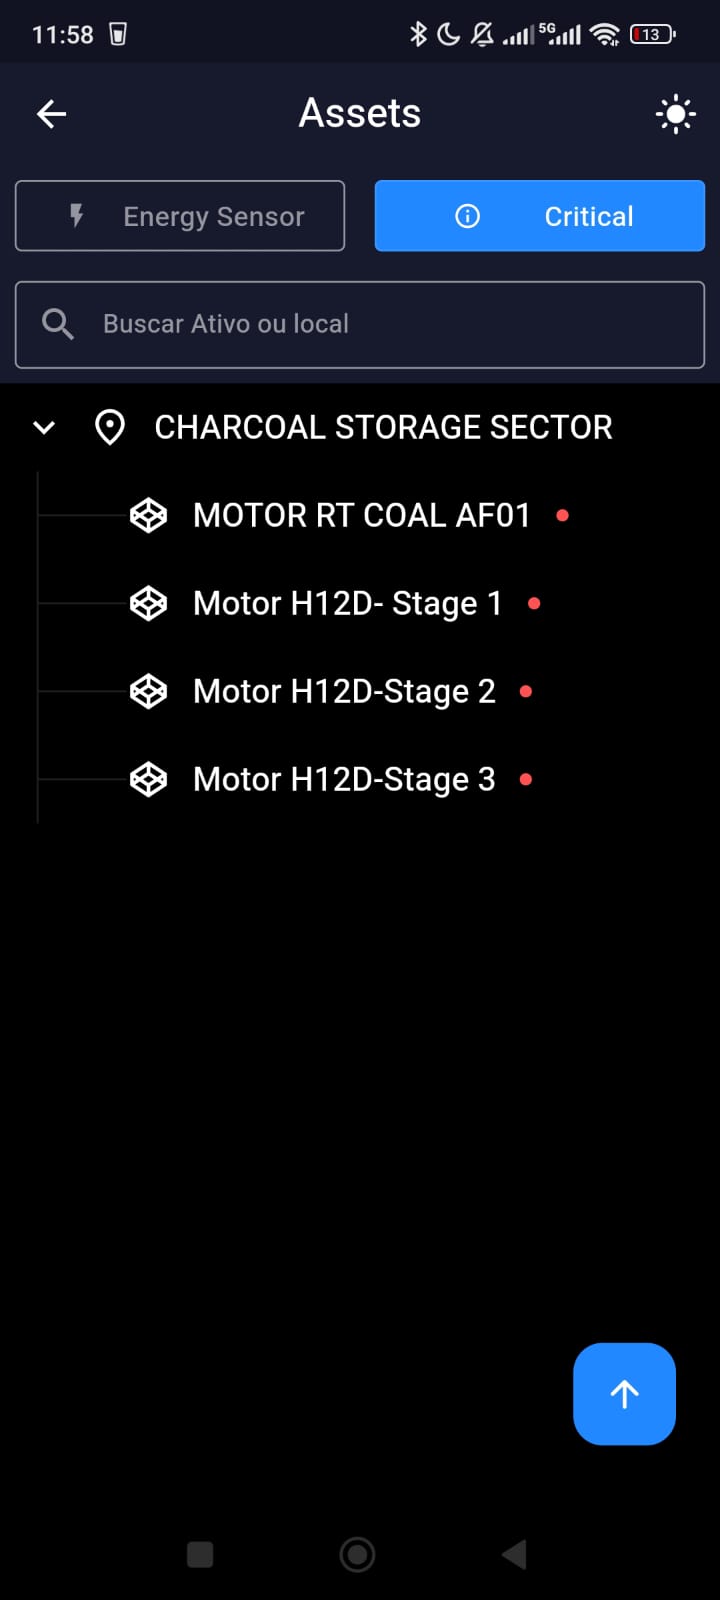 11:58
5G
13
Assets
Energy Sensor
Critical
Buscar Ativo ou local
CHARCOAL STORAGE SECTOR
MOTOR RT COAL AF01
Motor H12D- Stage 1
Motor H12D-Stage 2
Motor H12D-Stage 3